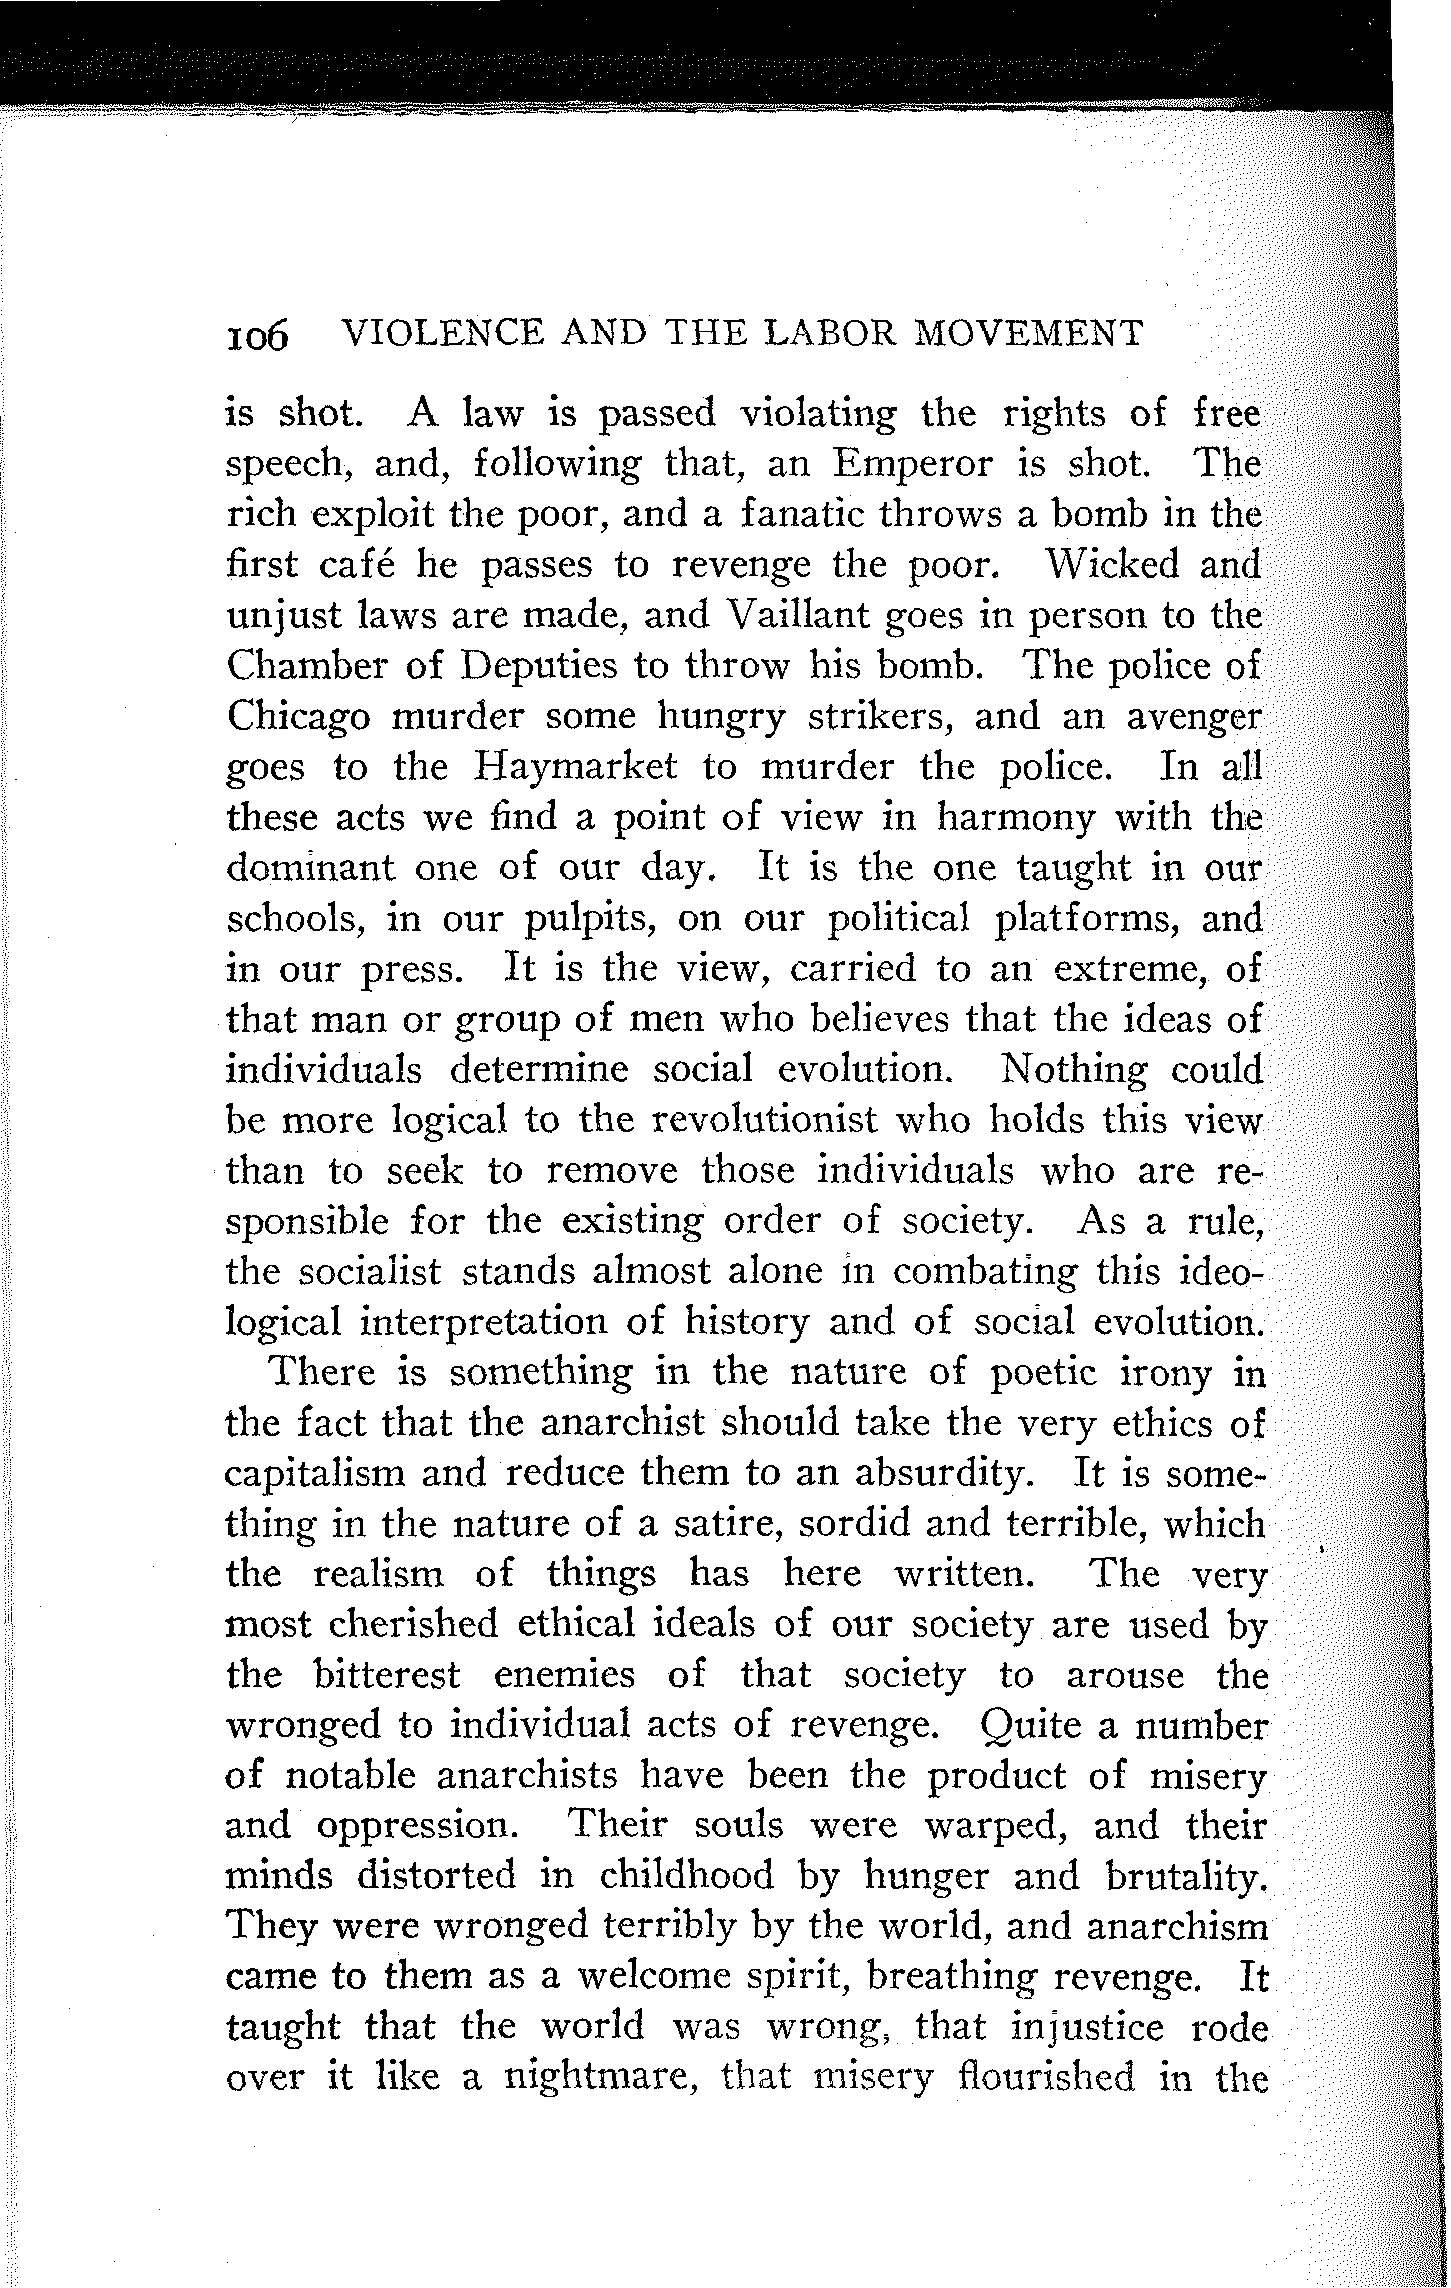 106 VIOLENCE AND THE LABOR MOVEMENT
is shot. A law is passed violating the rights of free
speech, and, following that, an Emperor is shot. The
rich exploit the poor, and a fanatic throws a bomb in the
first café he passes to revenge the poor. Wicked and
unjust laws are made, and Vaillant goes in person to the
Chamber of Deputies to throw his bomb. The police of
Chicago murder some hungry strikers, and an avenger
goes to the Haymarket to murder the police. In all
these acts we find a point of view in harmony with the
dominant one of our day. It is the one taught in our
schools, in our pulpits, on our political platforms, and
in our press. It is the view, carried to an extreme, of
that man or group of men who believes that the ideas of
individuals determine social evolution. Nothing could
be more logical to the revolutionist who holds this view
than to seek to remove those individuals who are re-
sponsible for the existing order of society. As a rule,
the socialist stands almost alone in combating this ideo-
logical interpretation of history and of social evolution.
There is something in the nature of poetic irony in
the fact that the anarchist should take the very ethics of
capitalism and reduce them to an absurdity. It is some-
thing in the nature of a satire, sordid and terrible, which
the realism of things has here written. The very
most cherished ethical ideals of our society are used by
the bitterest enemies of that society to arouse the
wronged to individual acts of revenge. Quite a number
of notable anarchists have been the product of misery
and oppression. Their souls were warped, and their
minds distorted in childhood by hunger and brutality.
They were wronged terribly by the world, and anarchism
came to them as a welcome spirit, breathing revenge. It
taught that the world was wrong, that injustice rode
over it like a nightmare, that misery flourished in the